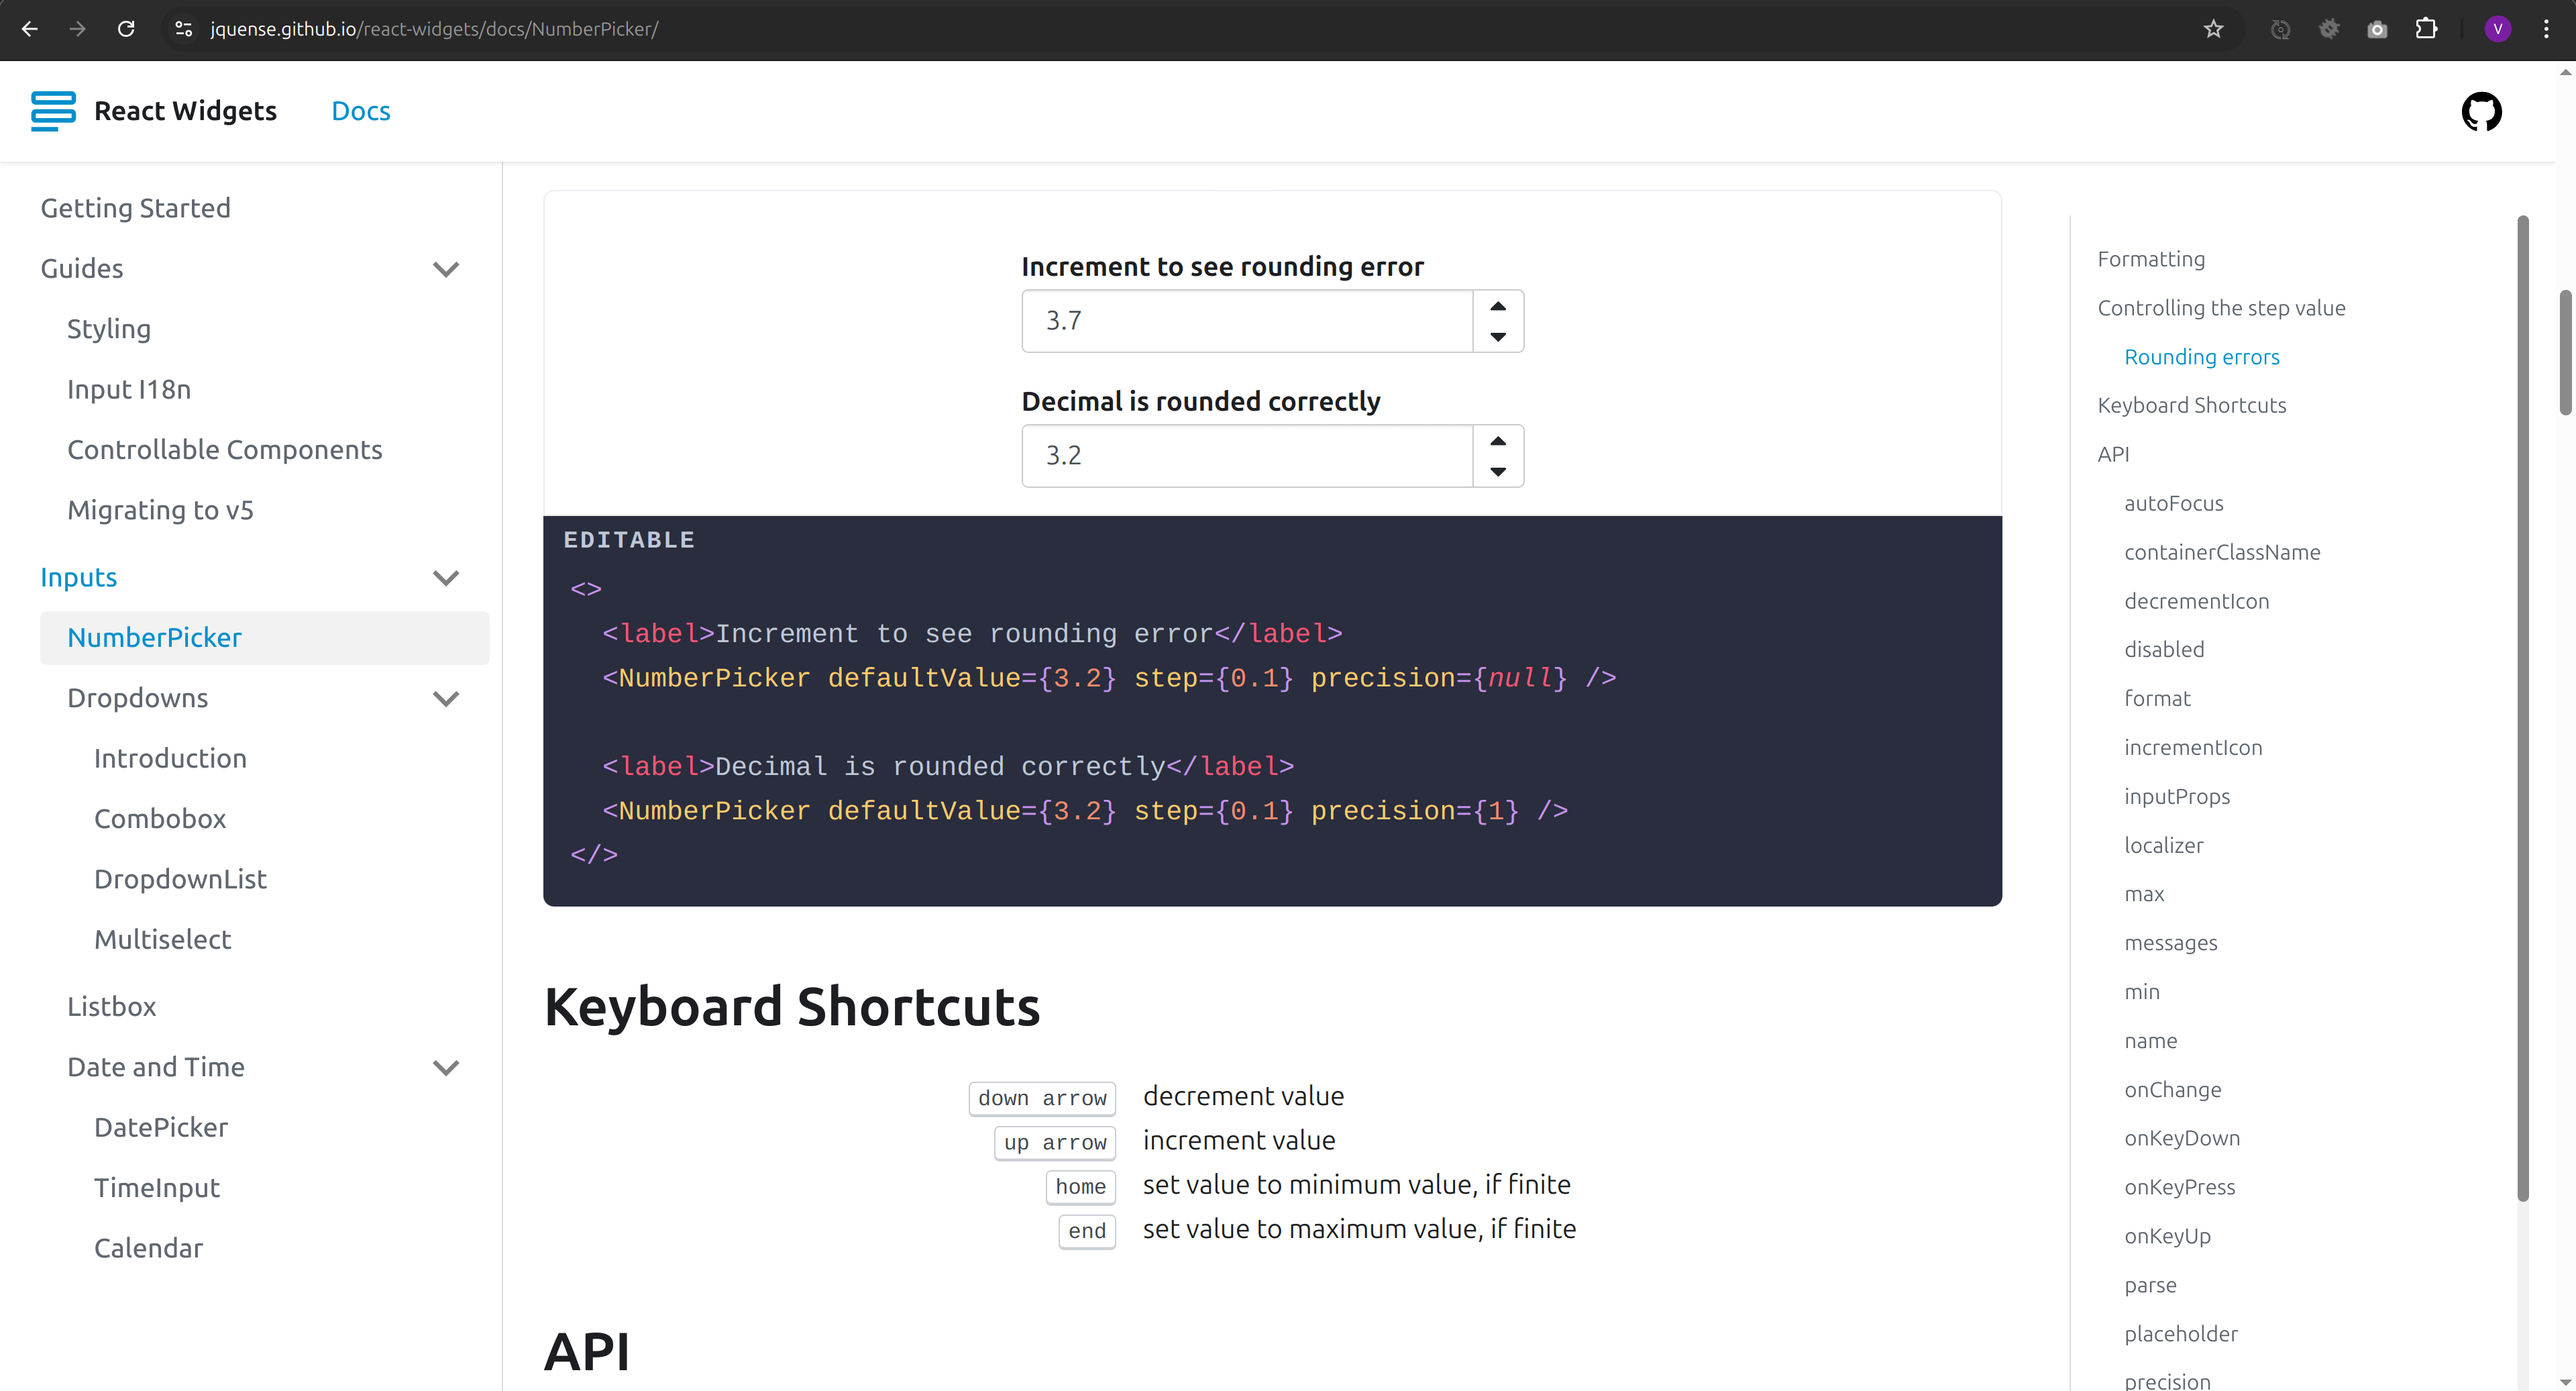 jquense.github.io/react-widgets/docs/NumberPicker/
V
React Widgets
Docs
Getting Started
Guides
Styling
Input I18n
Controllable Components
Migrating to v5
Inputs
NumberPicker
Dropdowns
Introduction
Combobox
DropdownList
Multiselect
Listbox
Date and Time
DatePicker
TimeInput
Calendar
Increment to see rounding error
3.7
Decimal is rounded correctly
3.2
EDITABLE
<>
<label>Increment to see rounding error</label>
<NumberPicker defaultValue={3.2} step={0.1} precision={null} />
<label>Decimal is rounded correctly</label>
<NumberPicker defaultValue={3.2} step={0.1} precision={1} />
</>
Keyboard Shortcuts
down arrow decrement value
up arrow increment value
home set value to minimum value, if finite
end set value to maximum value, if finite
API
Formatting
Controlling the step value
Rounding errors
Keyboard Shortcuts
API
autoFocus
containerClassName
decrementIcon
disabled
format
incrementIcon
inputProps
localizer
max
messages
min
name
onChange
onKeyDown
onKeyPress
onKeyUp
parse
placeholder
precision